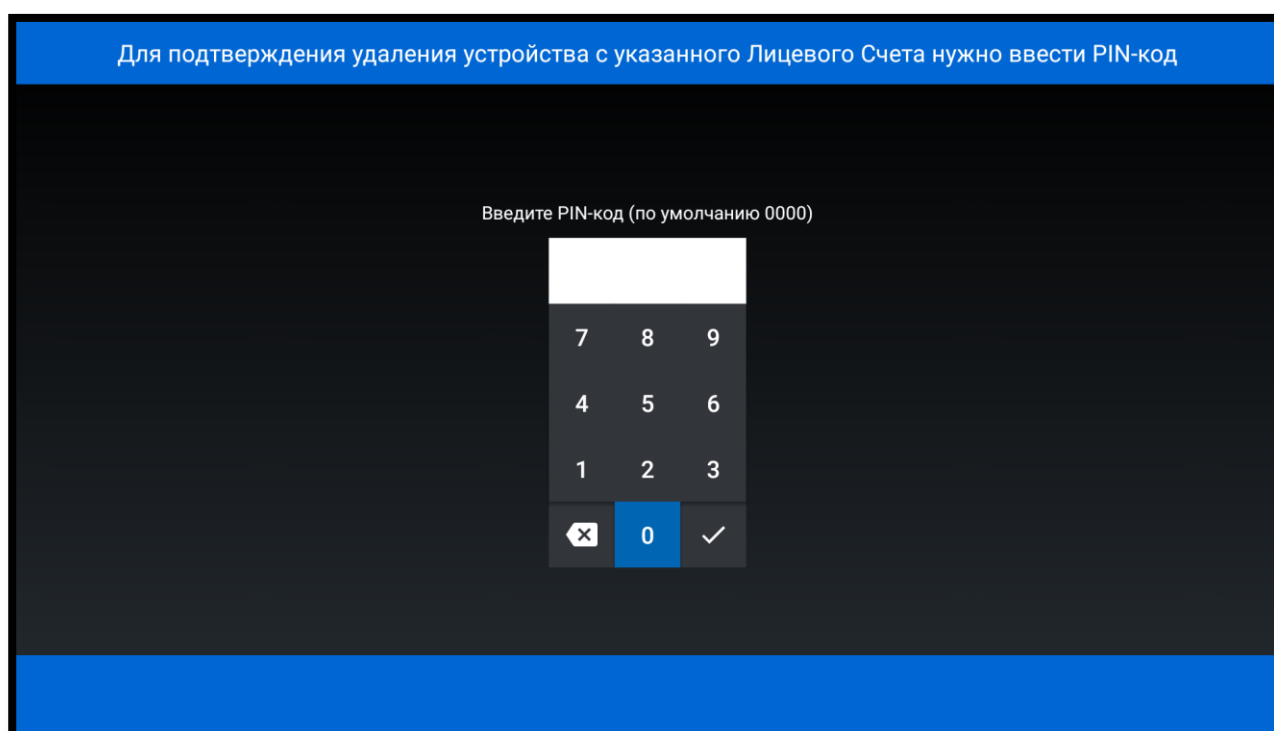 Для подтверждения удаления устройства с указанного Лицевого Счета нужно ввести PIN-код
Введите PIN-код (по умолчанию 0000)
7 8 9
4 5 6
1 2 3
0